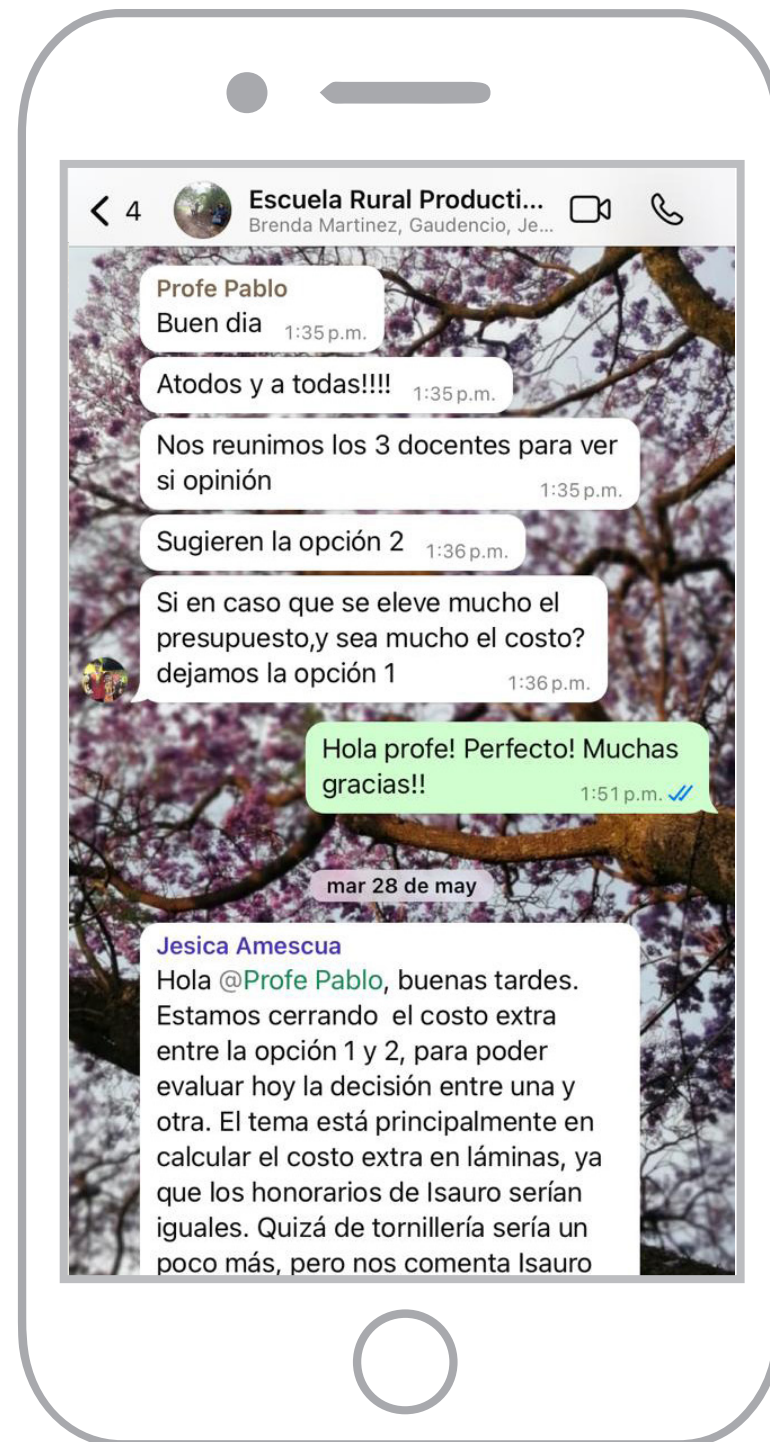 4
Escuela Rural Producti...
Brenda Martinez, Gaudencio, Je...
Profe Pablo
Buen dia 1:35 p.m.
Atodos y a todas!!!! 1:35 p.m.
Nos reunimos los 3 docentes para ver
si opinión 1:35 p.m.
Sugieren la opción 2 1:36 p.m.
Si en caso que se eleve mucho el
presupuesto,y sea mucho el costo?
dejamos la opción 1 1:36 p.m.
Hola profe! Perfecto! Muchas
gracias!! 1:51 p.m.
mar 28 de may
Jesica Amescua
Hola @Profe Pablo, buenas tardes.
Estamos cerrando  el costo extra
entre la opción 1 y 2, para poder
evaluar hoy la decisión entre una y
otra. El tema está principalmente en
calcular el costo extra en láminas, ya
que los honorarios de Isauro serían
iguales. Quizá de tornillería sería un
poco más, pero nos comenta Isauro